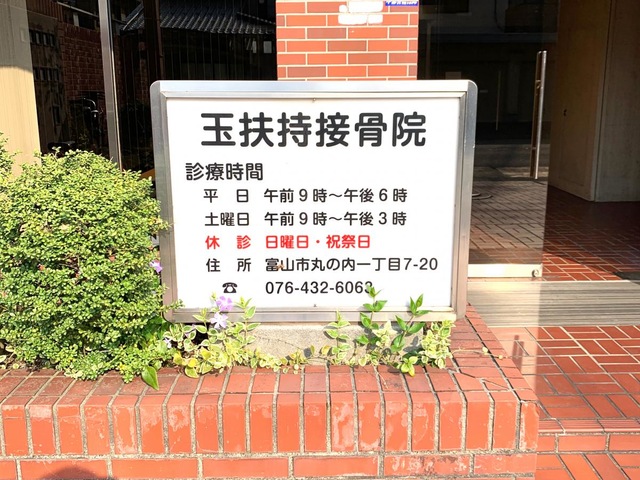 玉扶持接骨院
診療時間
平　日　午前９時〜午後６時
土曜日　午前９時〜午後３時
休　診　日曜日・祝祭日
住　所　富山市丸の内一丁目7-20
☎　076-432-6063